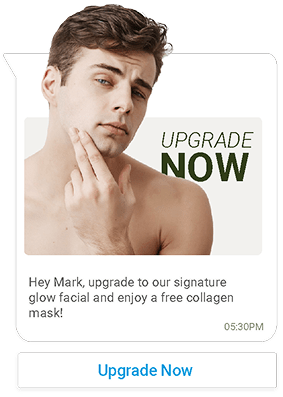 UPGRADE
NOW
Hey Mark, upgrade to our signature
glow facial and enjoy a free collagen
mask!
05:30PM
Upgrade Now